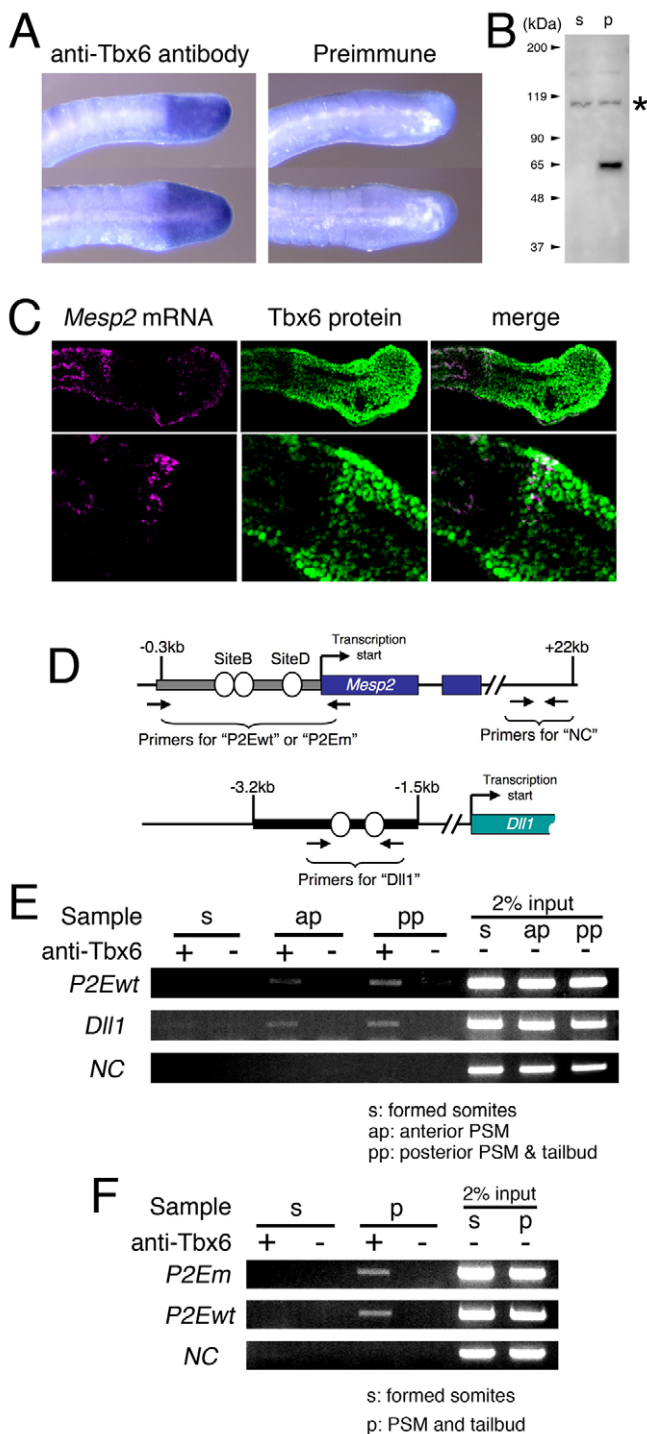 A
anti-Tbx6 antibody
Preimmune
B
(kDa) s p
200
119
*
90
65
48
37
C
Mesp2 mRNA
Tbx6 protein
merge
D
-0.3kb
SiteB
SiteD
Transcription
start
+22kb
Mesp2
Primers for “P2Ewt” or “P2Em”
Primers for “NC”
-3.2kb
-1.5kb
Transcription
start
Dll1
Primers for “Dll1”
E
Sample s ap pp 2% input
s ap pp
anti-Tbx6 + - + - + - - - -
P2Ewt
Dll1
NC
s: formed somites
ap: anterior PSM
pp: posterior PSM & tailbud
F
Sample s p 2% input
s p
anti-Tbx6 + - + - - -
P2Em
P2Ewt
NC
s: formed somites
p: PSM and tailbud